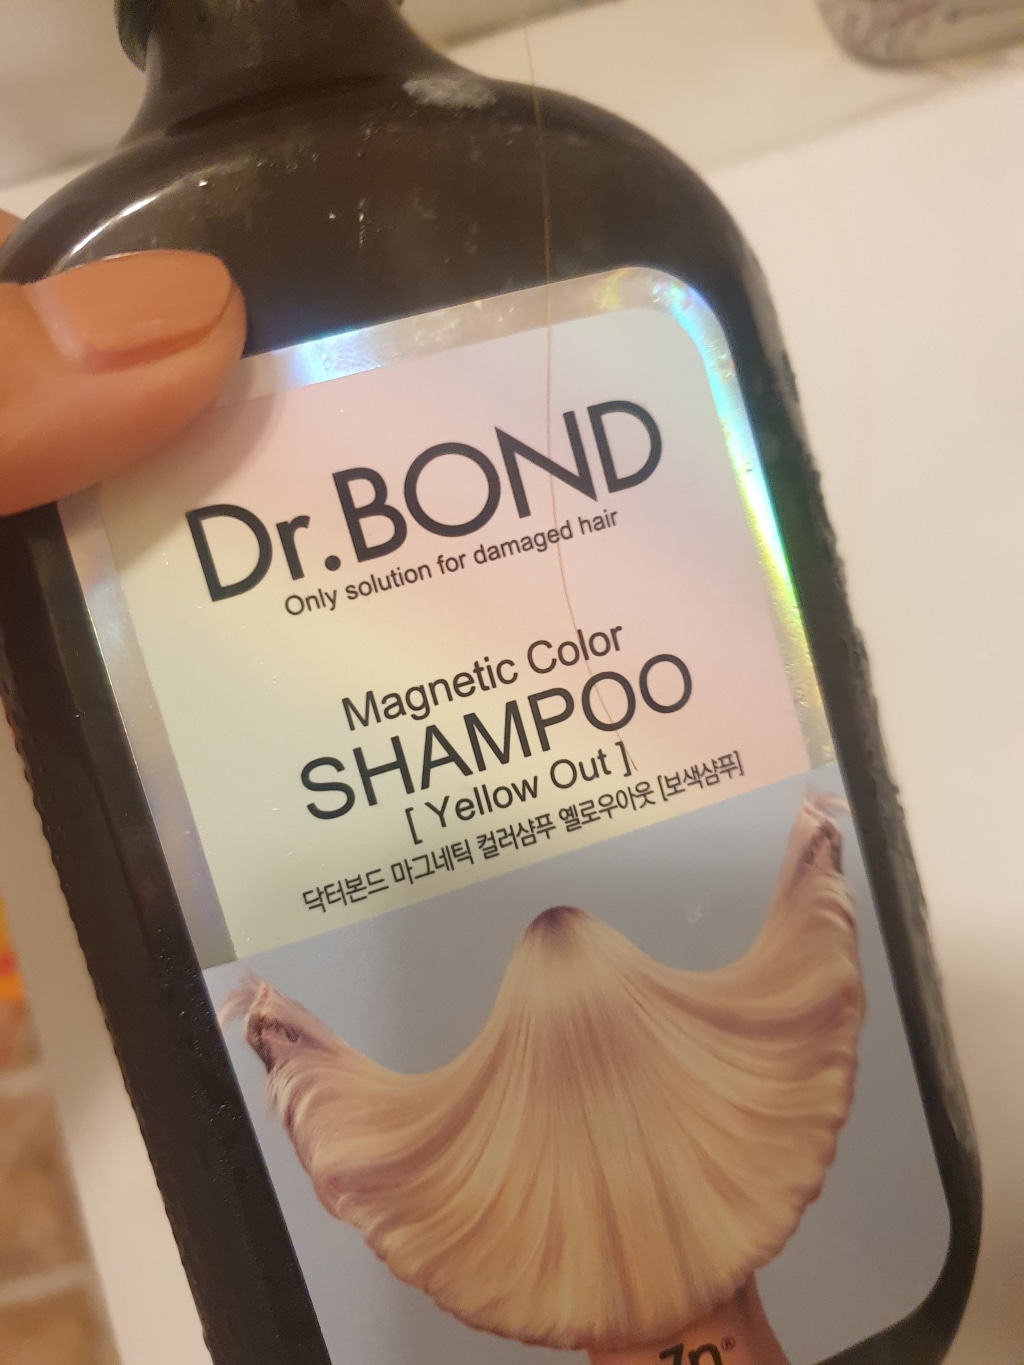 Dr.BOND
Only solution for damaged hair
Magnetic Color
SHAMPOO
[ Yellow Out ]
닥터본드 마그네틱 컬러샴푸 옐로우아웃 [보색샴푸]